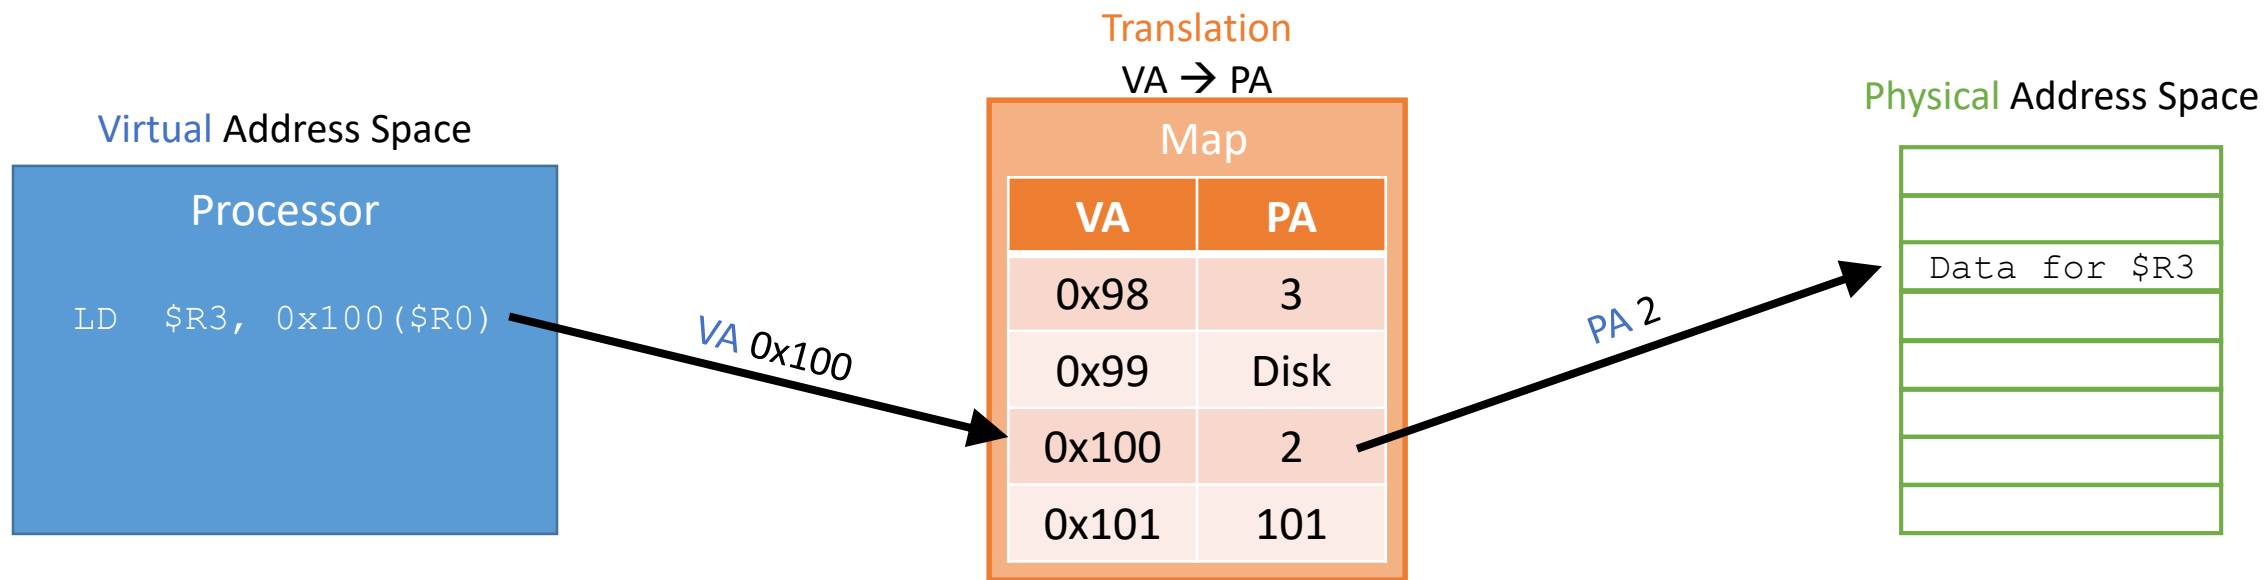 Translation
VA → PA
Virtual Address Space
Physical Address Space
Processor
LD $R3, 0x100($R0)
VA 0x100
Map
VA PA
0x98 3
0x99 Disk
0x100 2
0x101 101
PA 2
Data for $R3